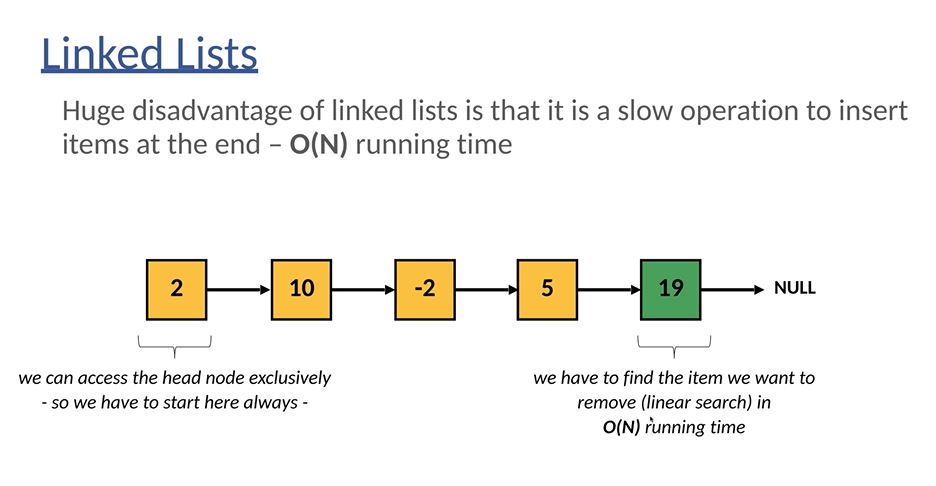 Linked Lists
Huge disadvantage of linked lists is that it is a slow operation to insert
items at the end – O(N) running time
2 10 -2 5 19 NULL
we can access the head node exclusively
- so we have to start here always -
we have to find the item we want to
remove (linear search) in
O(N) running time